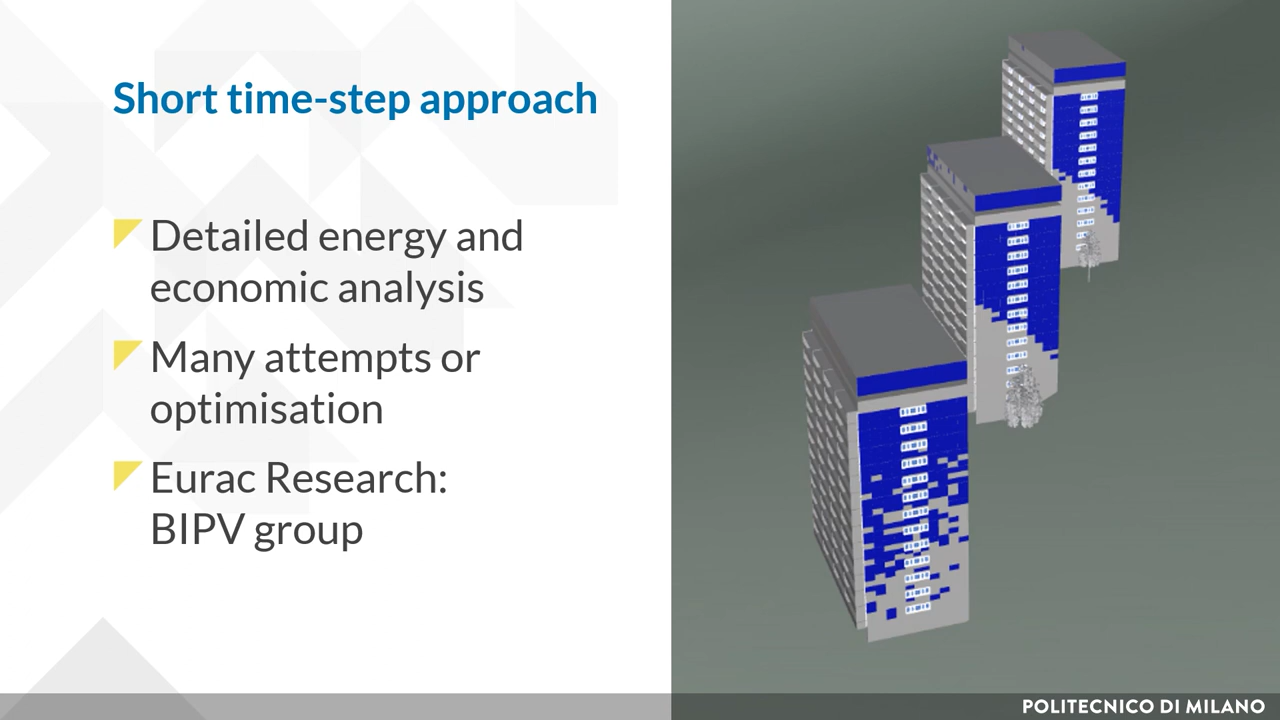 Short time-step approach
Detailed energy and
economic analysis
Many attempts or
optimisation
Eurac Research:
BIPV group
POLITECNICO DI MILANO